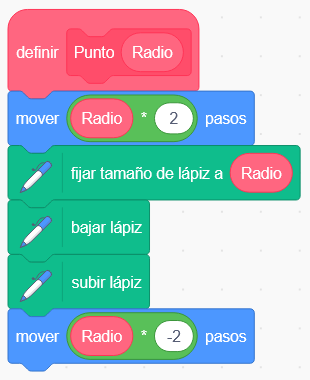 definir Punto Radio
mover Radio * 2 pasos
fijar tamaño de lápiz a Radio
bajar lápiz
subir lápiz
mover Radio * -2 pasos